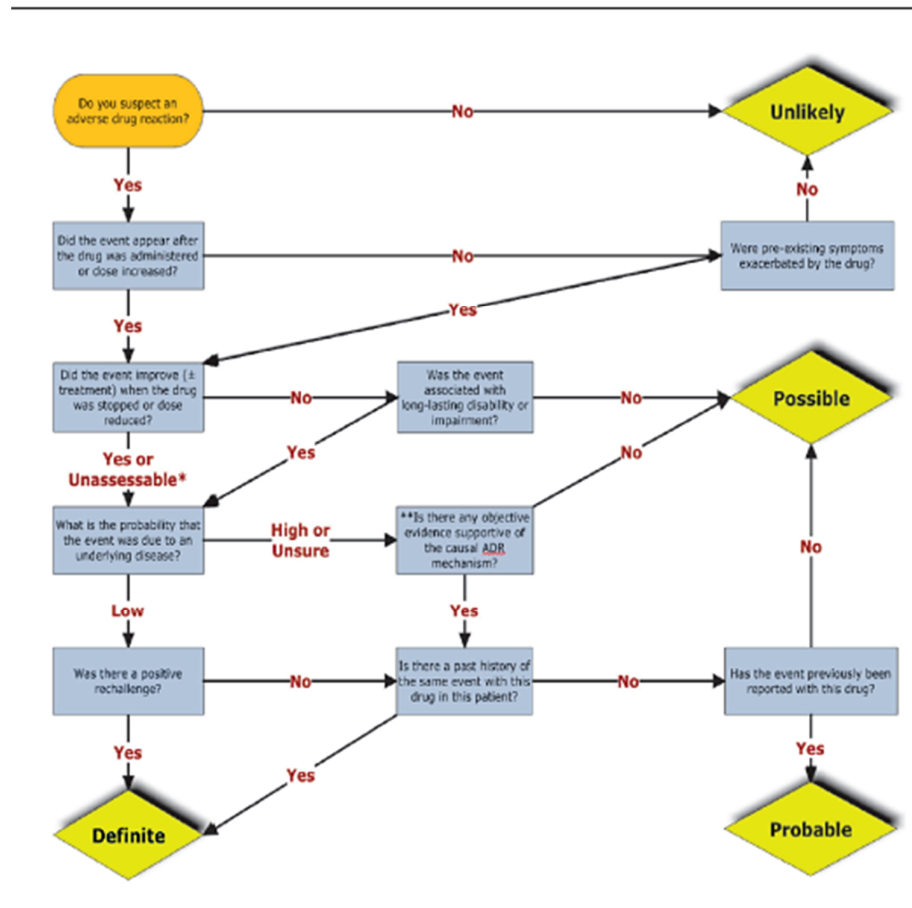 Do you suspect an
adverse drug reaction?
No
Unlikely
Yes
No
Did the event appear after
the drug was administered
or dose increased?
No
Were pre-existing symptoms
exacerbated by the drug?
Yes
Yes
Did the event improve (±
treatment) when the drug
was stopped or dose
reduced?
No
Was the event
associated with
long-lasting disability or
impairment?
No
Possible
Yes or
Unassessable*
Yes
No
What is the probability that
the event was due to an
underlying disease?
High or
Unsure
**Is there any objective
evidence supportive
of the causal ADR
mechanism?
No
Low
Yes
Was there a positive
rechallenge?
No
Is there a past history of
the same event with this
drug in this patient?
No
Has the event previously been
reported with this drug?
Yes
Yes
Yes
Definite
Probable